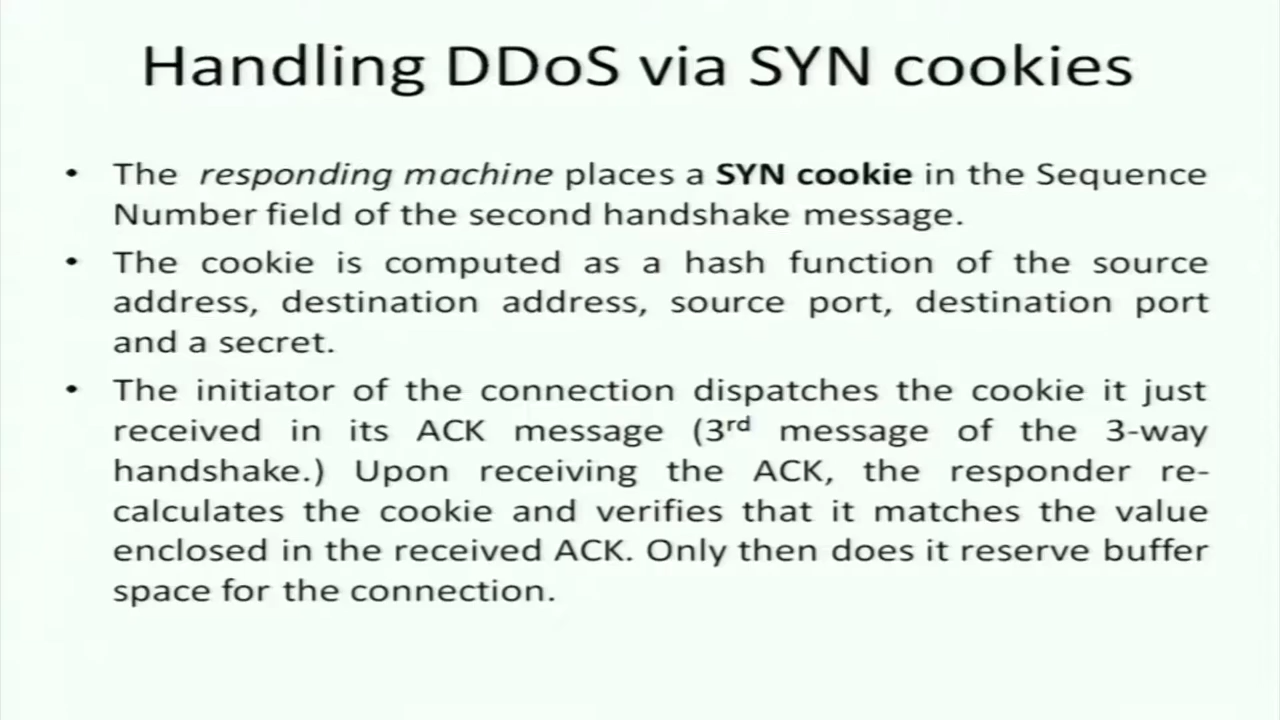 Handling DDoS via SYN cookies
• The responding machine places a SYN cookie in the Sequence
Number field of the second handshake message.
• The cookie is computed as a hash function of the source
address, destination address, source port, destination port
and a secret.
• The initiator of the connection dispatches the cookie it just
received in its ACK message (3rd message of the 3-way
handshake.) Upon receiving the ACK, the responder re-
calculates the cookie and verifies that it matches the value
enclosed in the received ACK. Only then does it reserve buffer
space for the connection.